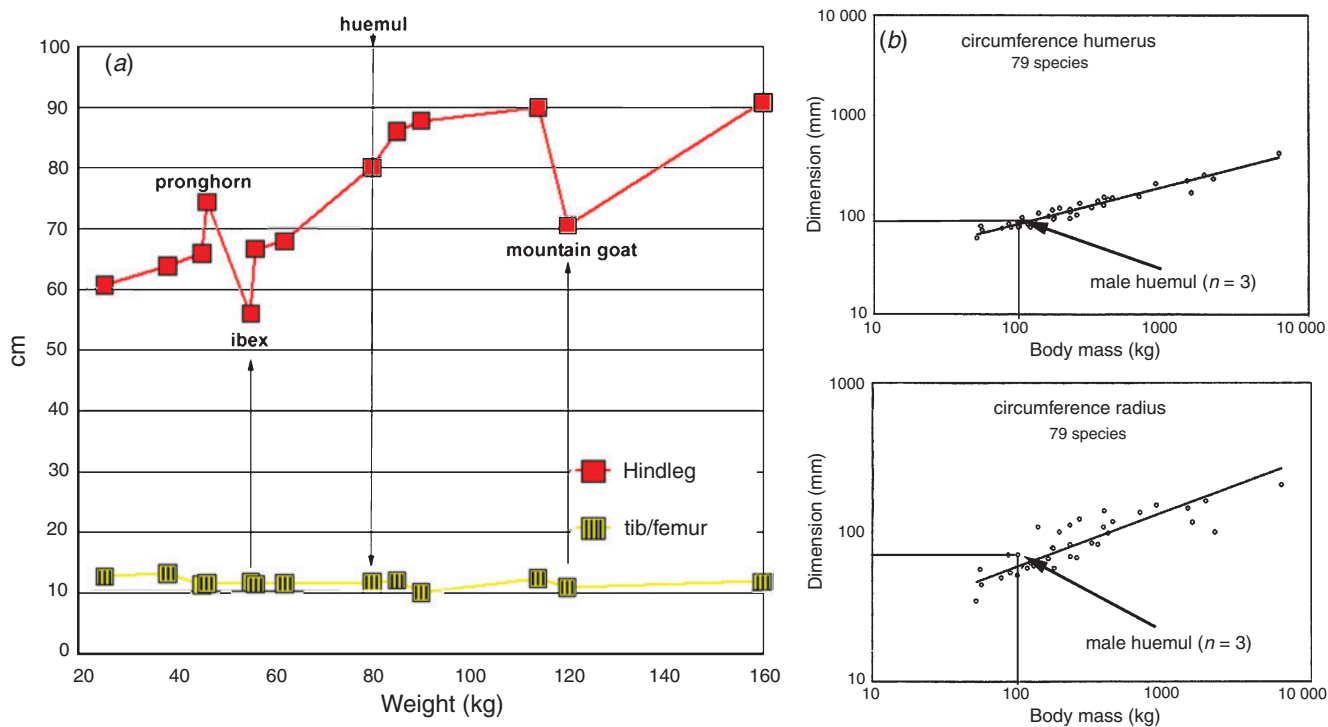 huemul
(a)
100
90
80
70
60
50
40
30
20
10
0
cm
pronghorn
ibex
mountain goat
Hindleg
tib/femur
20
40
60
80
100
120
140
160
Weight (kg)
(b)
10 000
1000
100
10
Dimension (mm)
circumference humerus
79 species
male huemul (n = 3)
10
100
1000
10 000
Body mass (kg)
1000
100
10
Dimension (mm)
circumference radius
79 species
male huemul (n = 3)
10
100
1000
10 000
Body mass (kg)